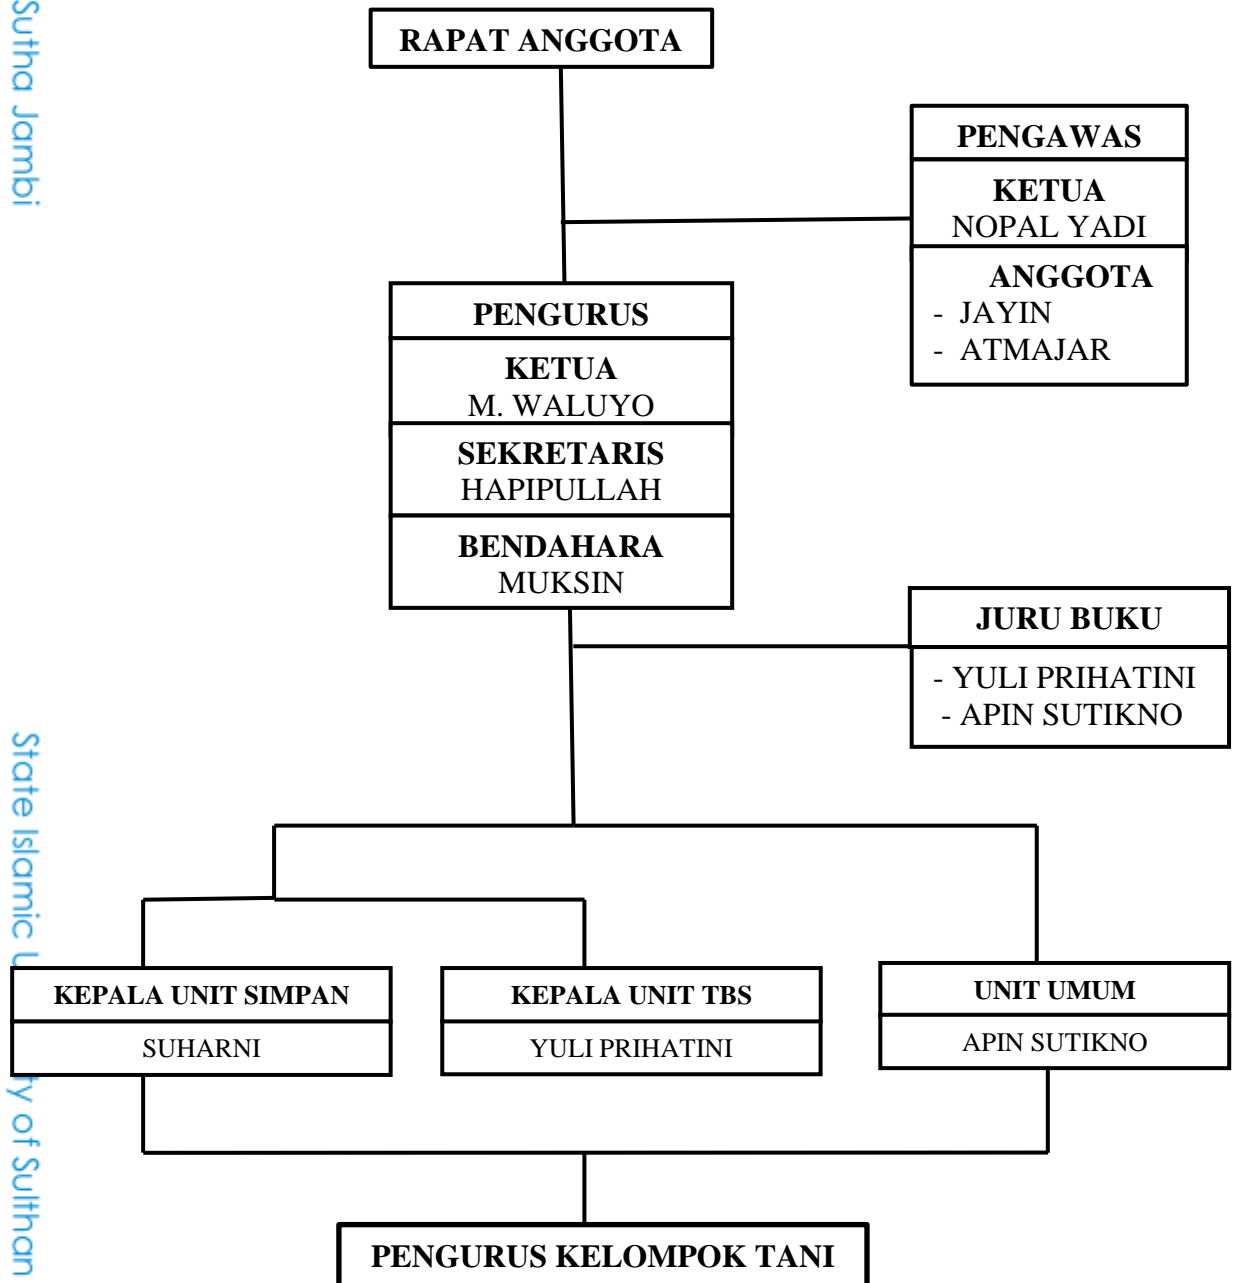 Sutha Jambi
RAPAT ANGGOTA
PENGAWAS
KETUA
NOPAL YADI
ANGGOTA
- JAYIN
- ATMAJAR
PENGURUS
KETUA
M. WALUYO
SEKRETARIS
HAPIPULLAH
BENDAHARA
MUKSIN
JURU BUKU
- YULI PRIHATINI
- APIN SUTIKNO
KEPALA UNIT SIMPAN
SUHARNI
KEPALA UNIT TBS
YULI PRIHATINI
UNIT UMUM
APIN SUTIKNO
PENGURUS KELOMPOK TANI
State Islamic of Sulthan